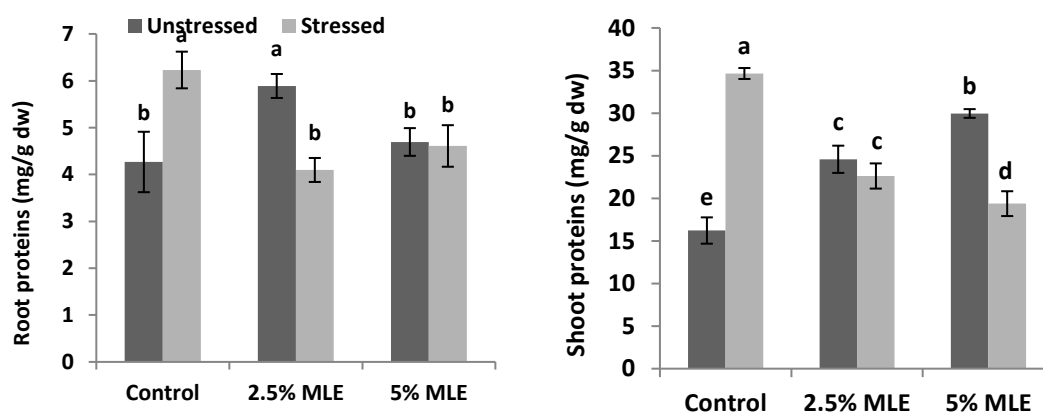 Unstressed Stressed
Root proteins (mg/g dw)
7
6
5
4
3
2
1
0
b a a b b b
Control 2.5% MLE 5% MLE
Shoot proteins (mg/g dw)
40
35
30
25
20
15
10
5
0
e a c c b d
Control 2.5% MLE 5% MLE